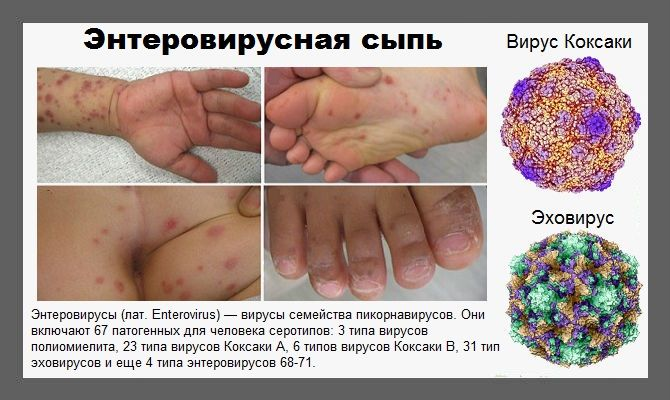 Энтеровирусная сыпь
Вирус Коксаки
Эховирус
Энтеровирусы (лат. Enterovirus) — вирусы семейства пикорнавирусов. Они
включают 67 патогенных для человека серотипов: 3 типа вирусов
полиомиелита, 23 типа вирусов Коксаки А, 6 типов вирусов Коксаки В, 31 тип
эховирусов и еще 4 типа энтеровирусов 68-71.